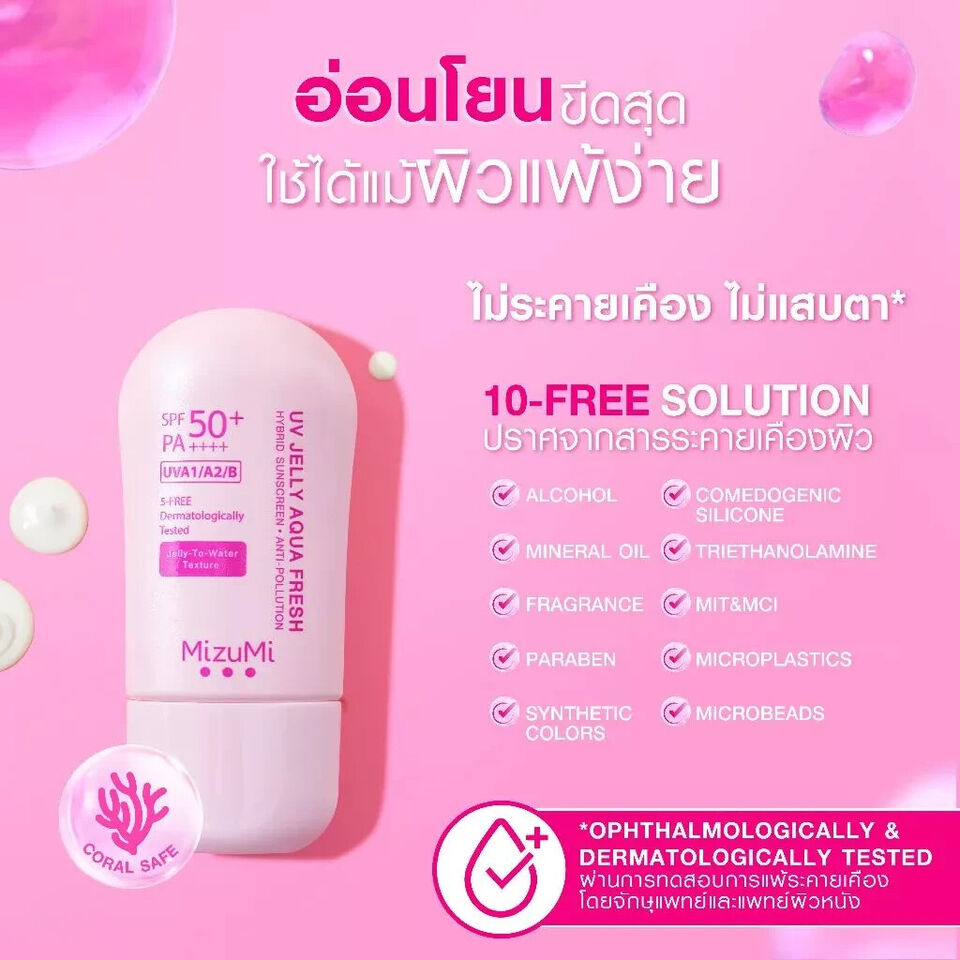 อ่อนโยนขีดสุด
ใช้ได้แม้ผิวแพ้ง่าย
ไม่ระคายเคือง ไม่แสบตา*
10-FREE SOLUTION
ปราศจากสารระคายเคืองผิว
ALCOHOL
MINERAL OIL
FRAGRANCE
PARABEN
SYNTHETIC
COLORS
COMEDOGENIC
SILICONE
TRIETHANOLAMINE
MIT&MCI
MICROPLASTICS
MICROBEADS
SPF 50+
PA ++++
UVA1/A2/B
5-FREE
Dermatologically
Tested
Jelly-To-Water
Texture
UV JELLY AQUA FRESH
HYBRIID SUNSCREEN • ANTI-POLLUTION
MizuMi
CORAL SAFE
*OPHTHALMOLOGICALLY &
DERMATOLOGICALLY TESTED
ผ่านการทดสอบการแพ้ระคายเคือง
โดยจักษุแพทย์และแพทย์ผิวหนัง